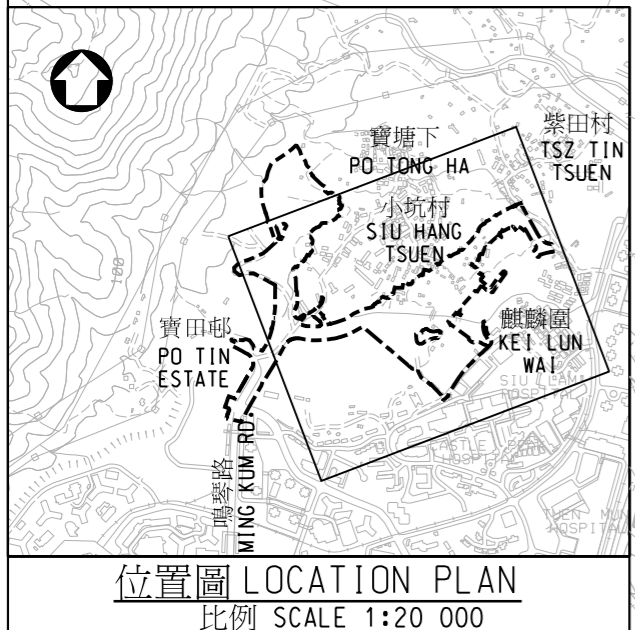 寶塘下
PO TONG HA
紫田村
TSZ TIN
TSUEN
小坑村
SIU HANG
TSUEN
寶田邨
PO TIN
ESTATE
麒麟圍
KEI LUN
WAI
SIU LAM
HOSPITAL
CASTLE PEAK
HOSPITAL
TUEN MUN
HOSPITAL
100
鳴琴路
MING KUM RD.
位置圖 LOCATION PLAN
比例 SCALE 1:20 000